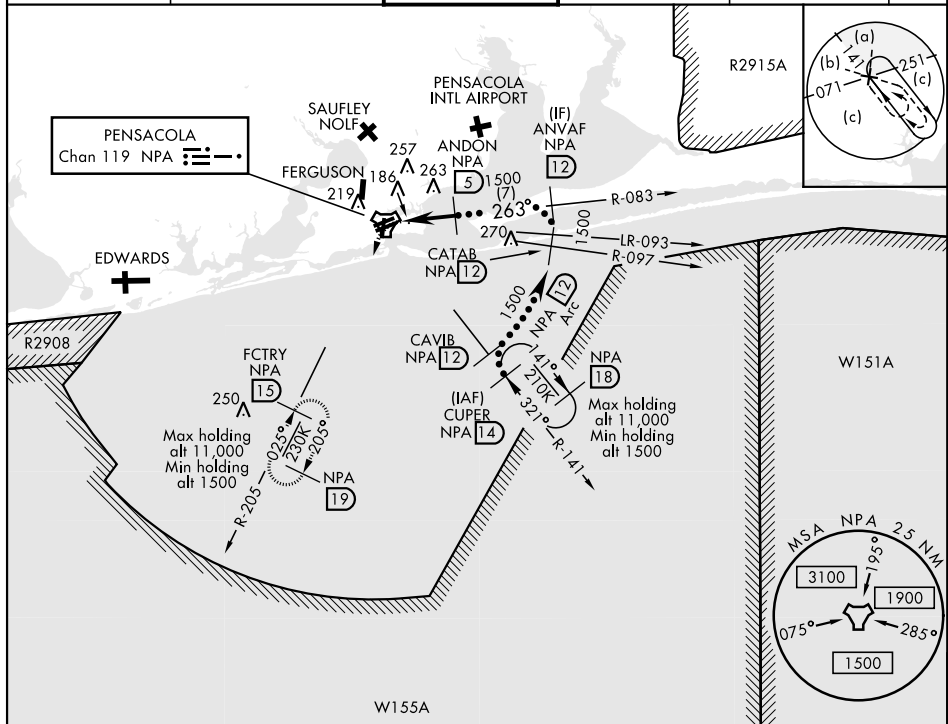 R2915A
(a)
(b)
141
251
071
(c)
(c)
PENSACOLA
INTL AIRPORT
SAUFLEY
NOLF
PENSACOLA
Chan 119 NPA
(IF)
ANVAF
NPA
12
ANDON
NPA
5
1500
(7)
263°
257
263
186
219
FERGUSON
R-083
270
LR-093
R-097
1500
CATAB
NPA 12
EDWARDS
1500
NPA 12
Arc
R2908
CAVIB
NPA 12
W151A
FCTRY
NPA
15
141°
210K
321°
NPA
18
(IAF)
CUPER
NPA 14
250
Max holding
alt 11,000
Min holding
alt 1500
Max holding
alt 11,000
Min holding
alt 1500
025°
230K
205°
R-141
NPA
19
R-205
MSA NPA 25 NM
195°
3100
1900
075°
285°
1500
W155A